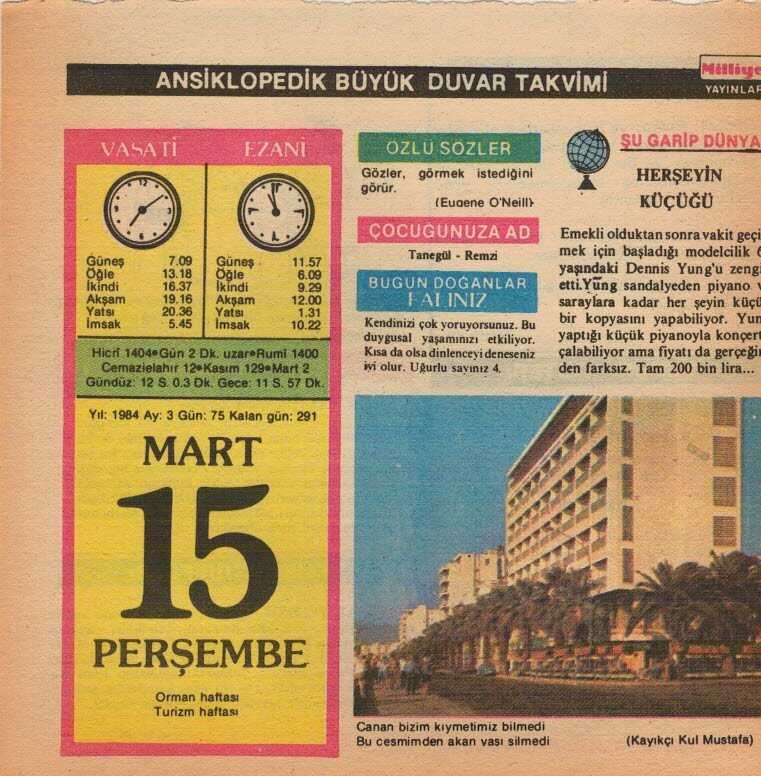 ANSİKLOPEDİK BÜYÜK DUVAR TAKVİMİ
Milliye
YAYINLAR
VASATİ
EZANİ
Güneş 7.09
Öğle 13.18
İkindi 16.37
Akşam 19.16
Yatsı 20.36
İmsak 5.45
Güneş 11.57
Öğle 6.09
İkindi 9.29
Akşam 12.00
Yatsı 1.31
İmsak 10.22
Hicrî 1404•Gün 2 Dk. uzar•Rumî 1400
Cemazielahır 12•Kasım 129•Mart 2
Gündüz: 12 S. 0.3 Dk. Gece: 11 S. 57 Dk.
Yıl: 1984 Ay: 3 Gün: 75 Kalan gün: 291
MART
15
PERŞEMBE
Orman haftası
Turizm haftası
ÖZLÜ SÖZLER
Gözler, görmek istediğini
görür.
(Eugene O'Neill)
ÇOCUĞUNUZA AD
Tanegül - Remzi
BUGÜN DOĞANLAR
FALINIZ
Kendinizi çok yoruyorsunuz. Bu
duygusal yaşamınızı etkiliyor.
Kısa da olsa dinlenceyi deneseniz
iyi olur. Uğurlu sayınız 4.
ŞU GARİP DÜNYA
HERŞEYİN
KÜÇÜĞÜ
Emekli olduktan sonra vakit geçi
mek için başladığı modelcilik 6
yaşındaki Dennis Yung'u zengi
etti.Yung sandalyeden piyano v
saraylara kadar her şeyin küçü
bir kopyasını yapabiliyor. Yun
yaptığı küçük piyanoyla konçert
çalabiliyor ama fiyatı da gerçeğin
den farksız. Tam 200 bin lira...
Canan bizim kıymetimiz bilmedi
Bu cesmimden akan yası silmedi
(Kayıkçı Kul Mustafa)